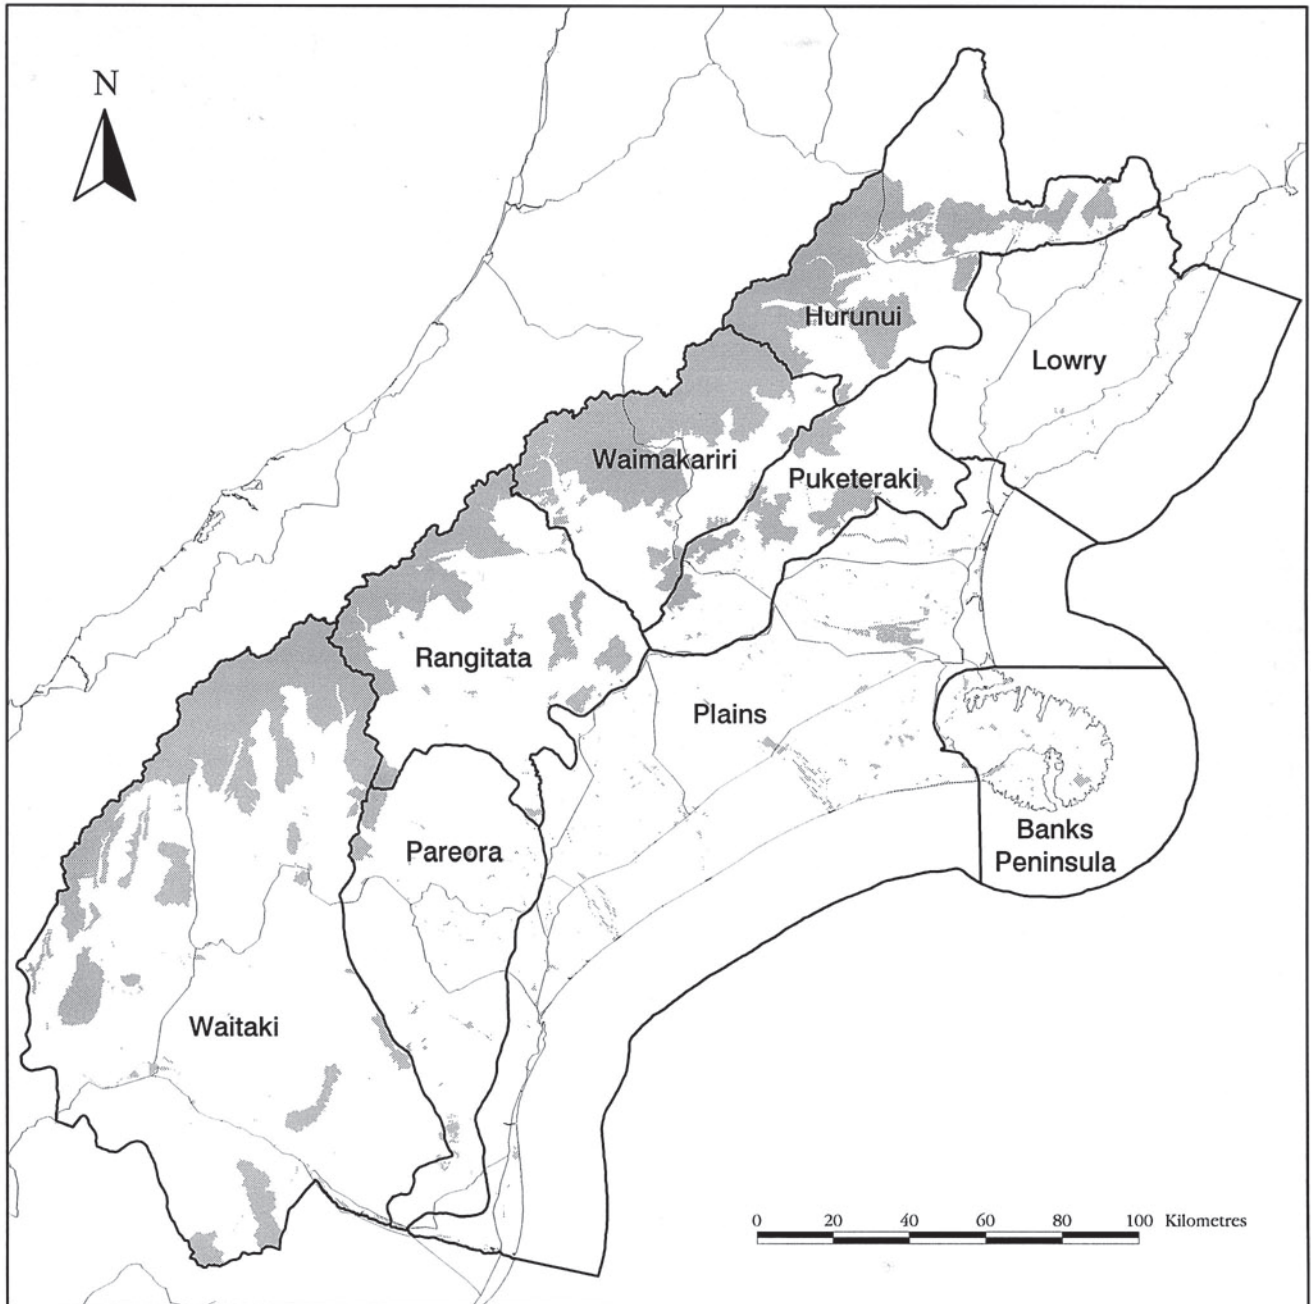 N
Hurunui
Lowry
Waimakariri
Puketeraki
Rangitata
Plains
Banks
Peninsula
Pareora
Waitaki
0 20 40 60 80 100 Kilometres